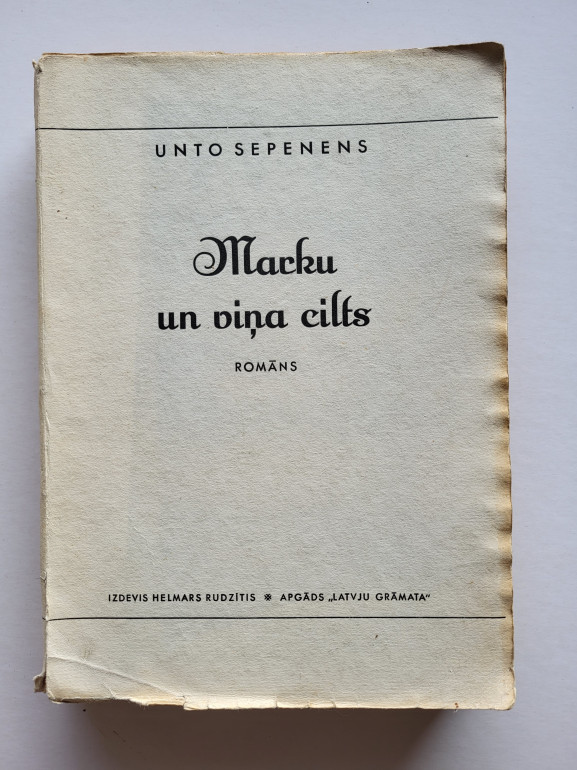 UNTO SEPENENS
Marku
un viņa cilts
ROMĀNS
IZDEVIS HELMARS RUDZĪTIS ※ APGĀDS „LATVJU GRĀMATA"